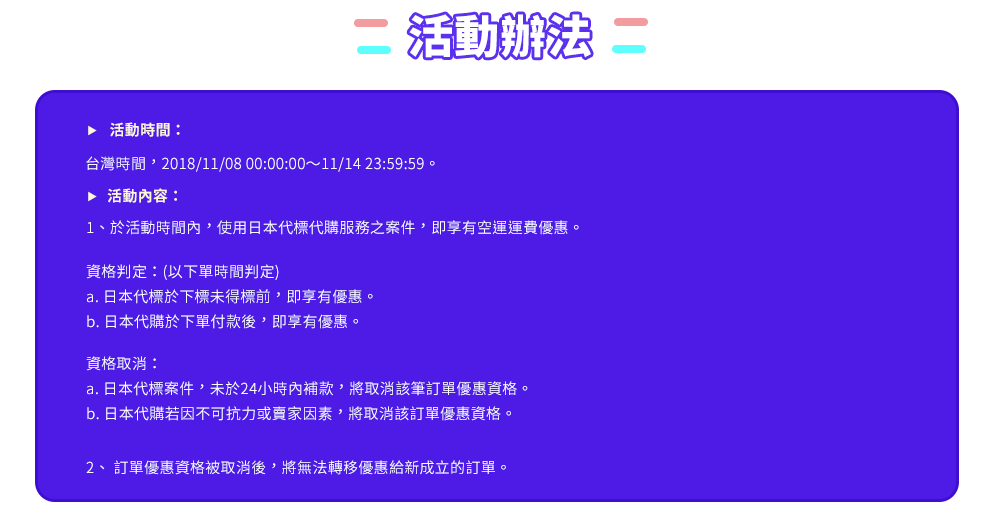 活動辦法
▶ 活動時間：
台灣時間，2018/11/08 00:00:00～11/14 23:59:59。
▶ 活動內容：
1、於活動時間內，使用日本代標代購服務之案件，即享有空運運費優惠。
資格判定：(以下單時間判定)
a. 日本代標於下標未得標前，即享有優惠。
b. 日本代購於下單付款後，即享有優惠。
資格取消：
a. 日本代標案件，未於24小時內補款，將取消該筆訂單優惠資格。
b. 日本代購若因不可抗力或賣家因素，將取消該訂單優惠資格。
2、 訂單優惠資格被取消後，將無法轉移優惠給新成立的訂單。